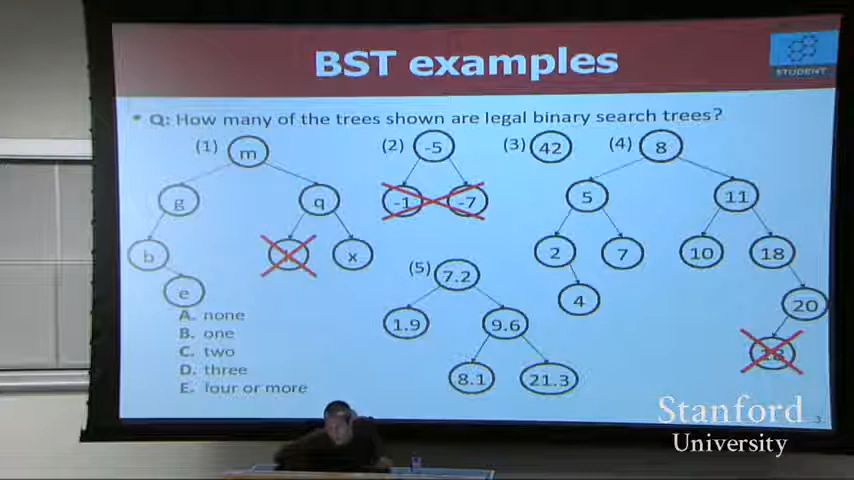 BST examples
STUDENT
• Q: How many of the trees shown are legal binary search trees?
(1) m
g q
b x
e
(2) -5
-1 -7
(3) 42
(4) 8
5 11
2 7 10 18
4 20
(5) 7.2
1.9 9.6
8.1 21.3
A. none
B. one
C. two
D. three
E. four or more
Stanford
University
3